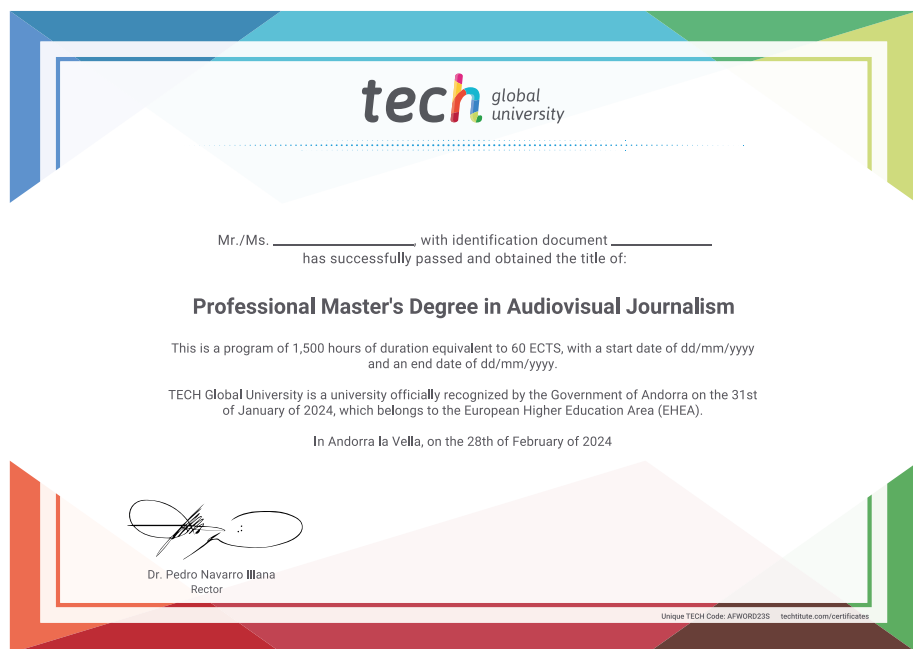 tech global university
Mr./Ms. ____________, with identification document ____________
has successfully passed and obtained the title of:
Professional Master's Degree in Audiovisual Journalism
This is a program of 1,500 hours of duration equivalent to 60 ECTS, with a start date of dd/mm/yyyy
and an end date of dd/mm/yyyy.
TECH Global University is a university officially recognized by the Government of Andorra on the 31st
of January of 2024, which belongs to the European Higher Education Area (EHEA).
In Andorra la Vella, on the 28th of February of 2024
Dr. Pedro Navarro Illana
Rector
Unique TECH Code: AFWORD23S techtitute.com/certificates